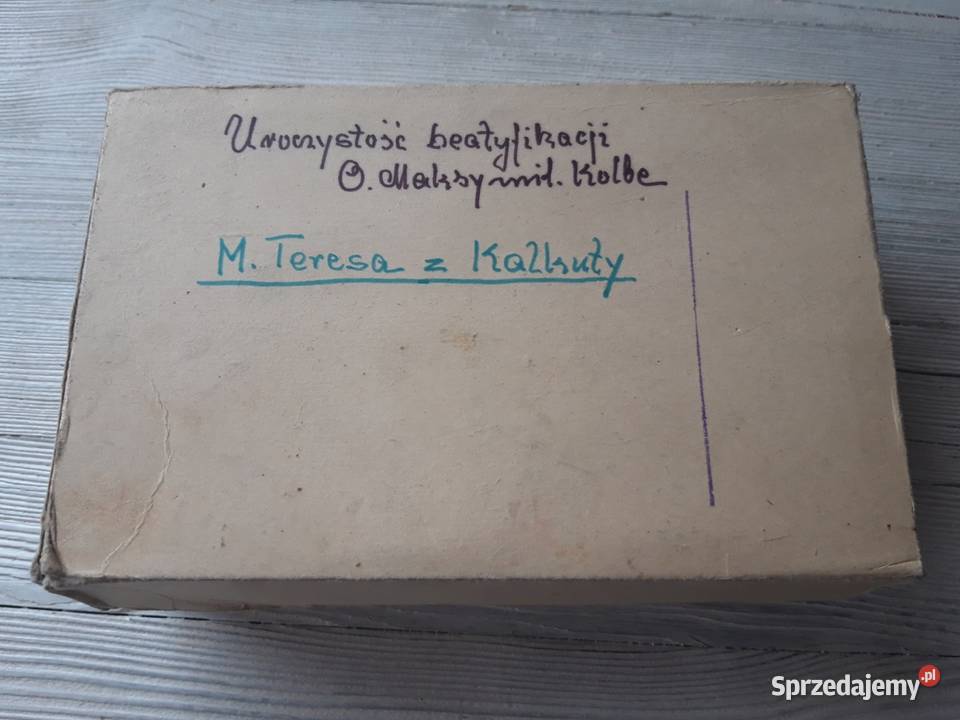 Uroczystość beatyfikacji
O. Maksymil. Kolbe
M. Teresa z Kalkuty
Sprzedajemy.pl